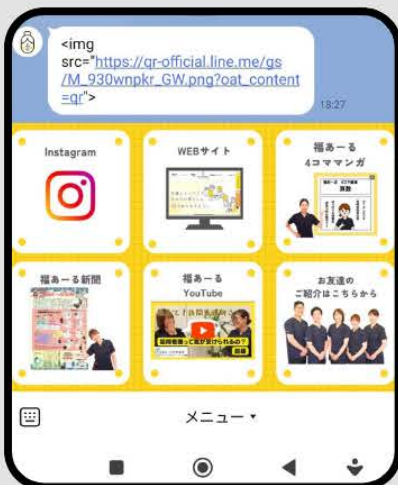 <img
src="https://qr-official.line.me/gs
/M_930wnpkr_GW.png?oat_content
=qr">
18:27
Instagram
WEBサイト
福あーる
4コママンガ
福あーる新聞
福あーる
YouTube
お友達の
ご紹介はこちらから
メニュー